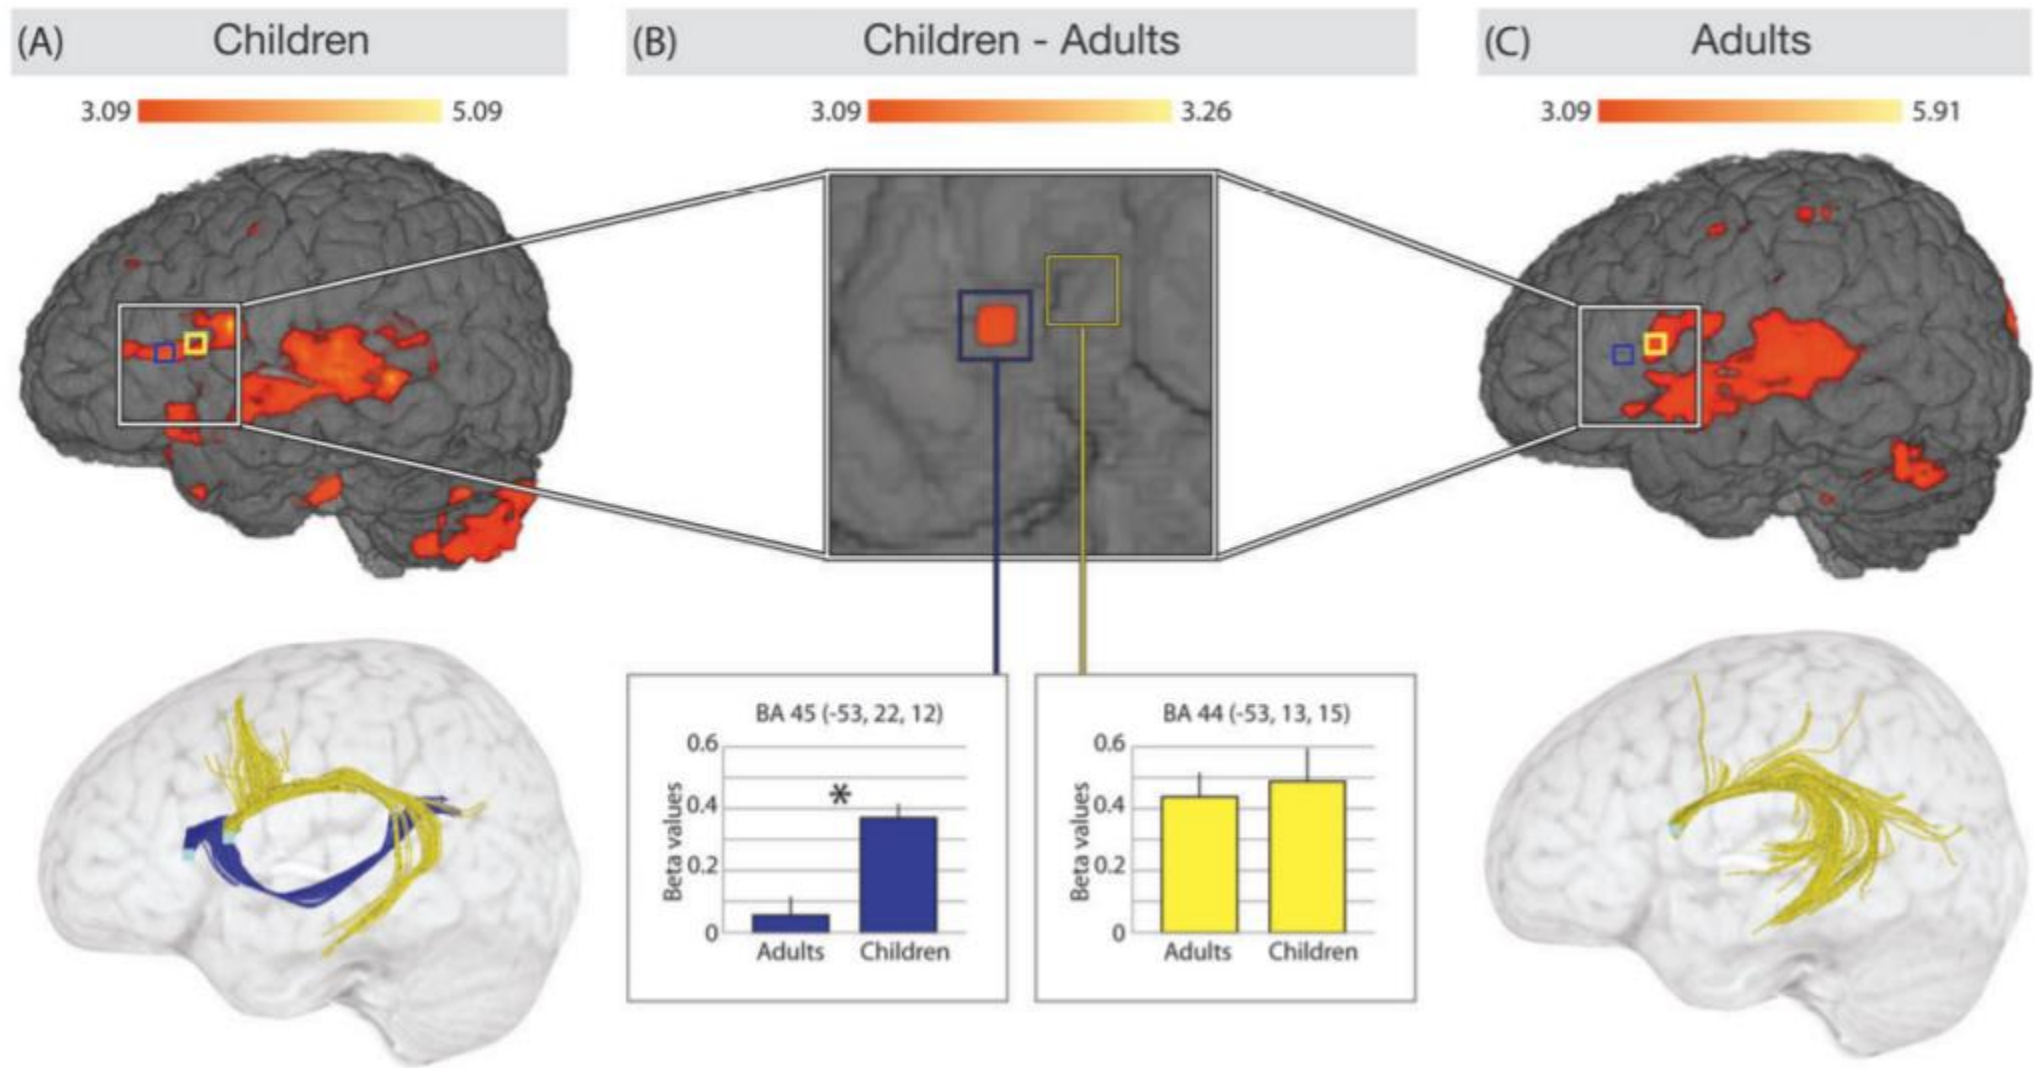 (A) Children
(B) Children - Adults
(C) Adults
3.09 5.09
3.09 3.26
3.09 5.91
BA 45 (-53, 22, 12)
0.6
0.4
0.2
0
Beta values
*
Adults Children
BA 44 (-53, 13, 15)
0.6
0.4
0.2
0
Beta values
Adults Children